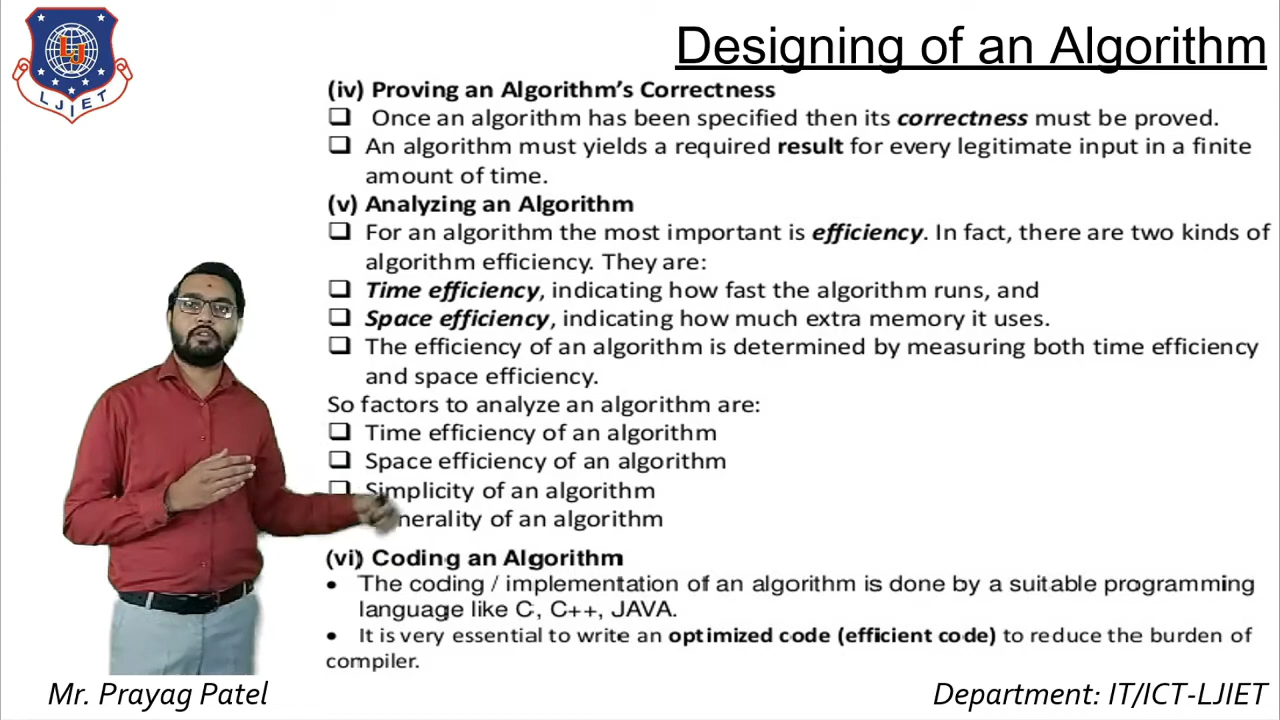 Designing of an Algorithm
LJ
LJIET
(iv) Proving an Algorithm's Correctness
Once an algorithm has been specified then its correctness must be proved.
An algorithm must yields a required result for every legitimate input in a finite
amount of time.
(v) Analyzing an Algorithm
For an algorithm the most important is efficiency. In fact, there are two kinds of
algorithm efficiency. They are:
Time efficiency, indicating how fast the algorithm runs, and
Space efficiency, indicating how much extra memory it uses.
The efficiency of an algorithm is determined by measuring both time efficiency
and space efficiency.
So factors to analyze an algorithm are:
Time efficiency of an algorithm
Space efficiency of an algorithm
Simplicity of an algorithm
nerality of an algorithm
(vi) Coding an Algorithm
• The coding / implementation of an algorithm is done by a suitable programming
language like C, C++, JAVA.
• It is very essential to write an optimized code (efficient code) to reduce the burden of
compiler.
Mr. Prayag Patel
Department: IT/ICT-LJIET